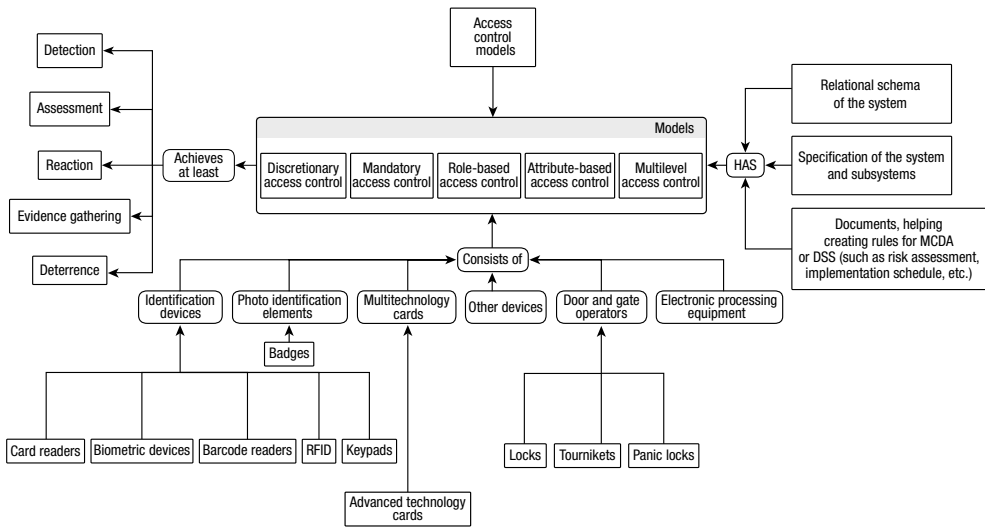 Access
control
models
Detection
Assessment
Reaction
Evidence gathering
Deterrence
Achieves
at least
Models
Discretionary
access control
Mandatory
access control
Role-based
access control
Attribute-based
access control
Multilevel
access control
HAS
Relational schema
of the system
Specification of the system
and subsystems
Documents, helping
creating rules for MCDA
or DSS (such as risk assessment,
implementation schedule, etc.)
Consists of
Identification
devices
Photo identification
elements
Multitechnology
cards
Other devices
Door and gate
operators
Electronic processing
equipment
Badges
Card readers
Biometric devices
Barcode readers
RFID
Keypads
Locks
Tournikets
Panic locks
Advanced technology
cards